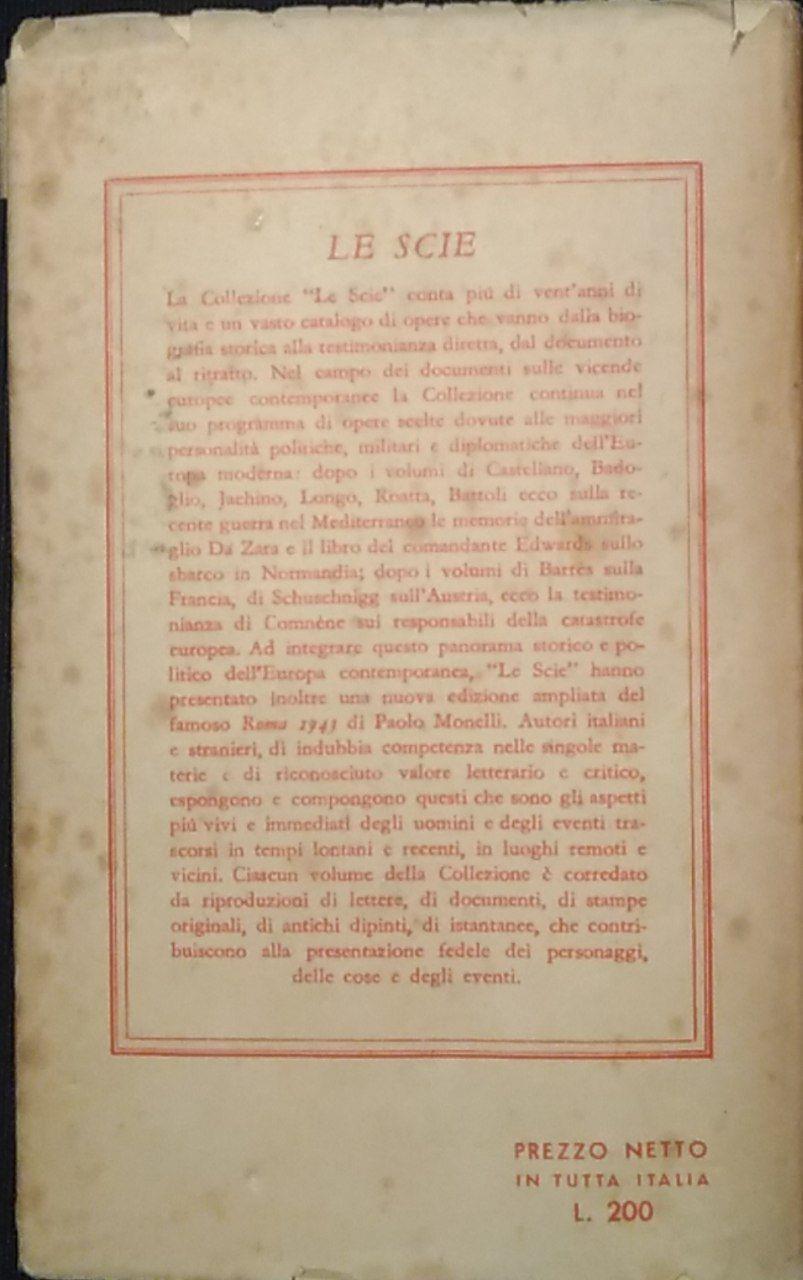 LE SCIE
La Collezione "Le Scie" conta più di vent'anni di
vita e un vasto catalogo di opere che vanno dalla bio-
grafia storica alla testimonianza diretta, dal documento
al ritratto. Nel campo dei documenti sulle vicende
europee contemporanee la Collezione continua nel
suo programma di opere scelte dovute alle maggiori
personalità politiche, militari e diplomatiche dell'Eu-
ropa moderna: dopo i volumi di Castellano, Bado-
glio, Jachino, Longo, Roatta, Bartoli ecco sulla re-
cente guerra nel Mediterraneo le memorie dell'ammira-
glio Da Zara e il libro del comandante Edwards sullo
sbarco in Normandia; dopo i volumi di Barrès sulla
Francia, di Schuschnigg sull'Austria, ecco la testimo-
nianza di Comnène sui responsabili della catastrofe
europea. Ad integrare questo panorama storico e po-
litico dell'Europa contemporanea, "Le Scie" hanno
presentato inoltre una nuova edizione ampliata del
famoso Roma 1943 di Paolo Monelli. Autori italiani
e stranieri, di indubbia competenza nelle singole ma-
terie e di riconosciuto valore letterario e critico,
espongono e compongono questi che sono gli aspetti
più vivi e immediati degli uomini e degli eventi tra-
scorsi in tempi lontani e recenti, in luoghi remoti e
vicini. Ciascun volume della Collezione è corredato
da riproduzioni di lettere, di documenti, di stampe
originali, di antichi dipinti, di istantanee, che contri-
buiscono alla presentazione fedele dei personaggi,
delle cose e degli eventi.
PREZZO NETTO
IN TUTTA ITALIA
L. 200